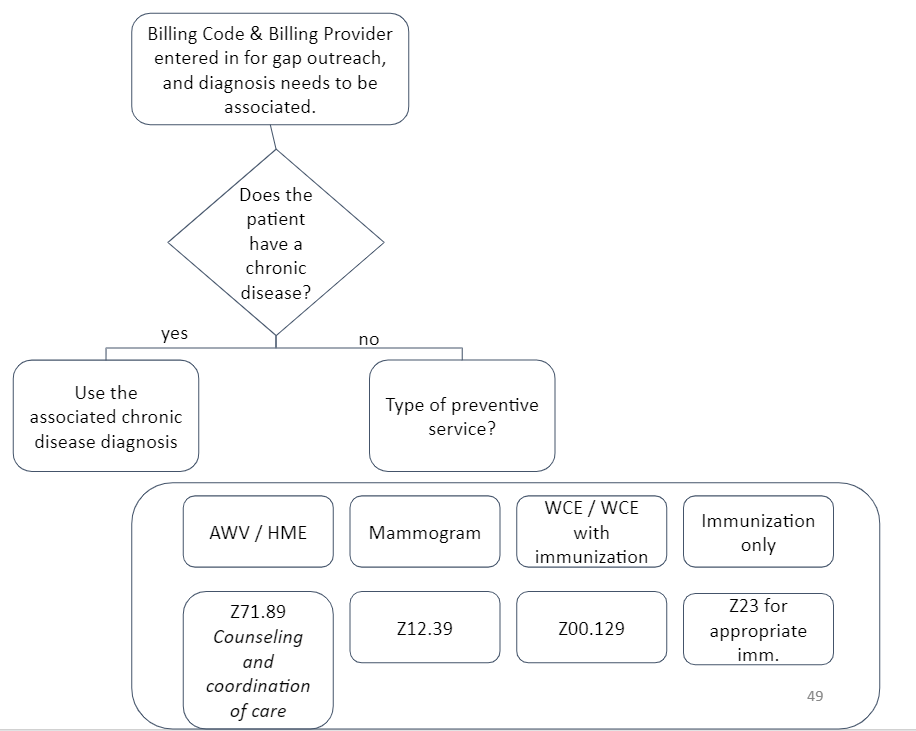 Billing Code & Billing Provider
entered in for gap outreach,
and diagnosis needs to be
associated.
Does the
patient
have a
chronic
disease?
yes
no
Use the
associated chronic
disease diagnosis
Type of preventive
service?
AWV / HME
Mammogram
WCE / WCE
with
immunization
Immunization
only
Z71.89
Counseling
and
coordination
of care
Z12.39
Z00.129
Z23 for
appropriate
imm.
49